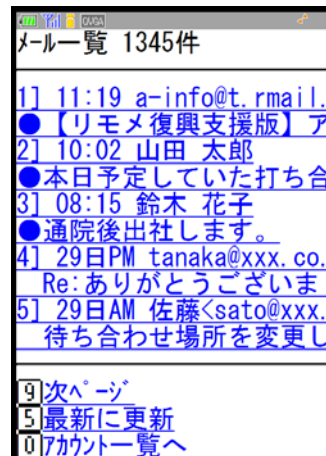 QVGA
メール一覧 1345件
1] 11:19 a-info@t.rmail.
●【リモメ復興支援版】ア
2] 10:02 山田 太郎
●本日予定していた打ち合
3] 08:15 鈴木 花子
●通院後出社します。
4] 29日PM tanaka@xxx.co.
Re:ありがとうございま
5] 29日AM 佐藤<sato@xxx.
待ち合わせ場所を変更し
9次ページ
5最新に更新
0アカウント一覧へ